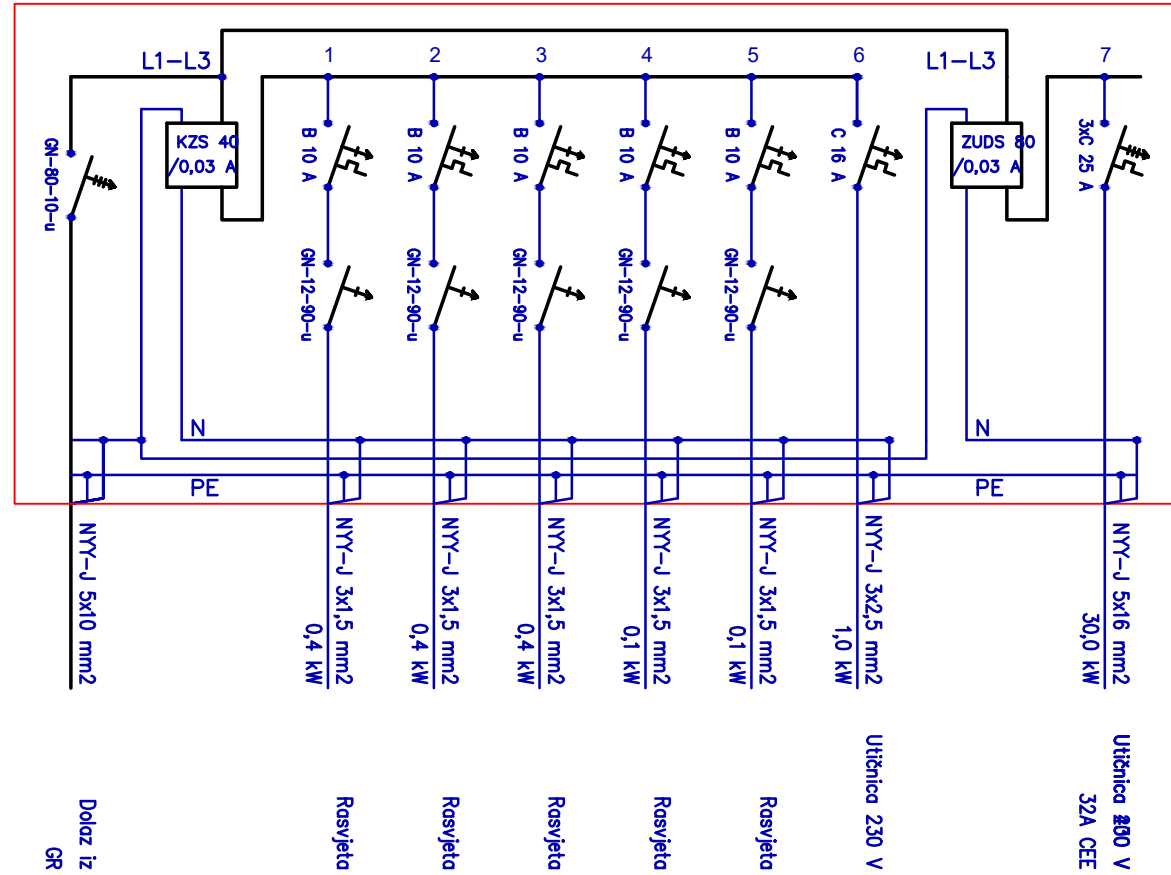 L1-L3
1
2
3
4
5
6
L1-L3
7
GN-80-10-u
KZS 40
/0,03 A
B 10 A
B 10 A
B 10 A
B 10 A
B 10 A
C 16 A
ZUDS 80
/0,03 A
3xC 25 A
GN-12-90-u
GN-12-90-u
GN-12-90-u
GN-12-90-u
GN-12-90-u
N
N
PE
PE
NYY-J 5x10 mm2
NYY-J 3x1,5 mm2
0,4 kW
NYY-J 3x1,5 mm2
0,4 kW
NYY-J 3x1,5 mm2
0,4 kW
NYY-J 3x1,5 mm2
0,1 kW
NYY-J 3x1,5 mm2
0,1 kW
NYY-J 3x2,5 mm2
1,0 kW
NYY-J 5x16 mm2
30,0 kW
Dolaz iz
GR
Rasvjeta
Rasvjeta
Rasvjeta
Rasvjeta
Rasvjeta
Utičnica 230 V
Utičnica V
32A CEE